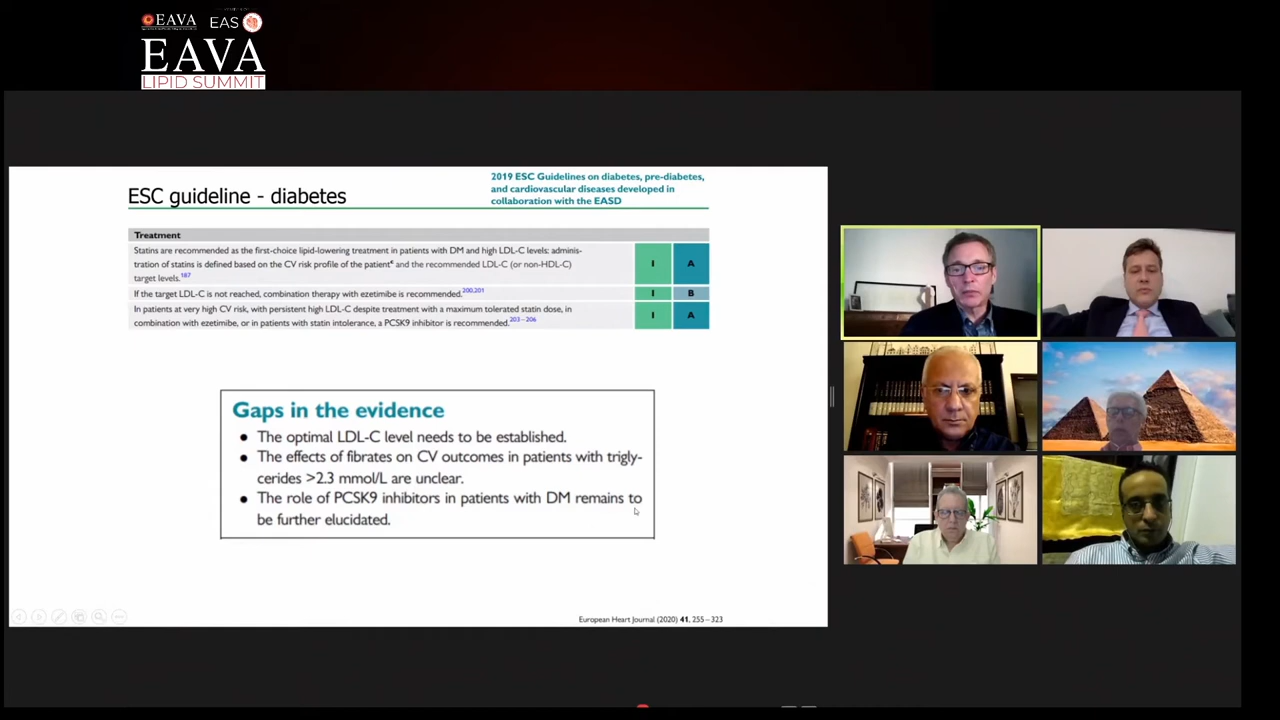 EAVA
EAS
EAVA
LIPID SUMMIT
ESC guideline - diabetes
2019 ESC Guidelines on diabetes, pre-diabetes,
and cardiovascular diseases developed in
collaboration with the EASD
Treatment
Statins are recommended as the first-choice lipid-lowering treatment in patients with DM and high LDL-C levels: adminis-
tration of statins is defined based on the CV risk profile of the patientᶜ and the recommended LDL-C (or non-HDL-C)
target levels.¹⁸⁷
I A
If the target LDL-C is not reached, combination therapy with ezetimibe is recommended.²⁰⁰,²⁰¹
I B
In patients at very high CV risk, with persistent high LDL-C despite treatment with a maximum tolerated statin dose, in
combination with ezetimibe, or in patients with statin intolerance, a PCSK9 inhibitor is recommended.²⁰³⁻²⁰⁶
I A
Gaps in the evidence
● The optimal LDL-C level needs to be established.
● The effects of fibrates on CV outcomes in patients with trigly-
cerides >2.3 mmol/L are unclear.
● The role of PCSK9 inhibitors in patients with DM remains to
be further elucidated.
European Heart Journal (2020) 41, 255–323